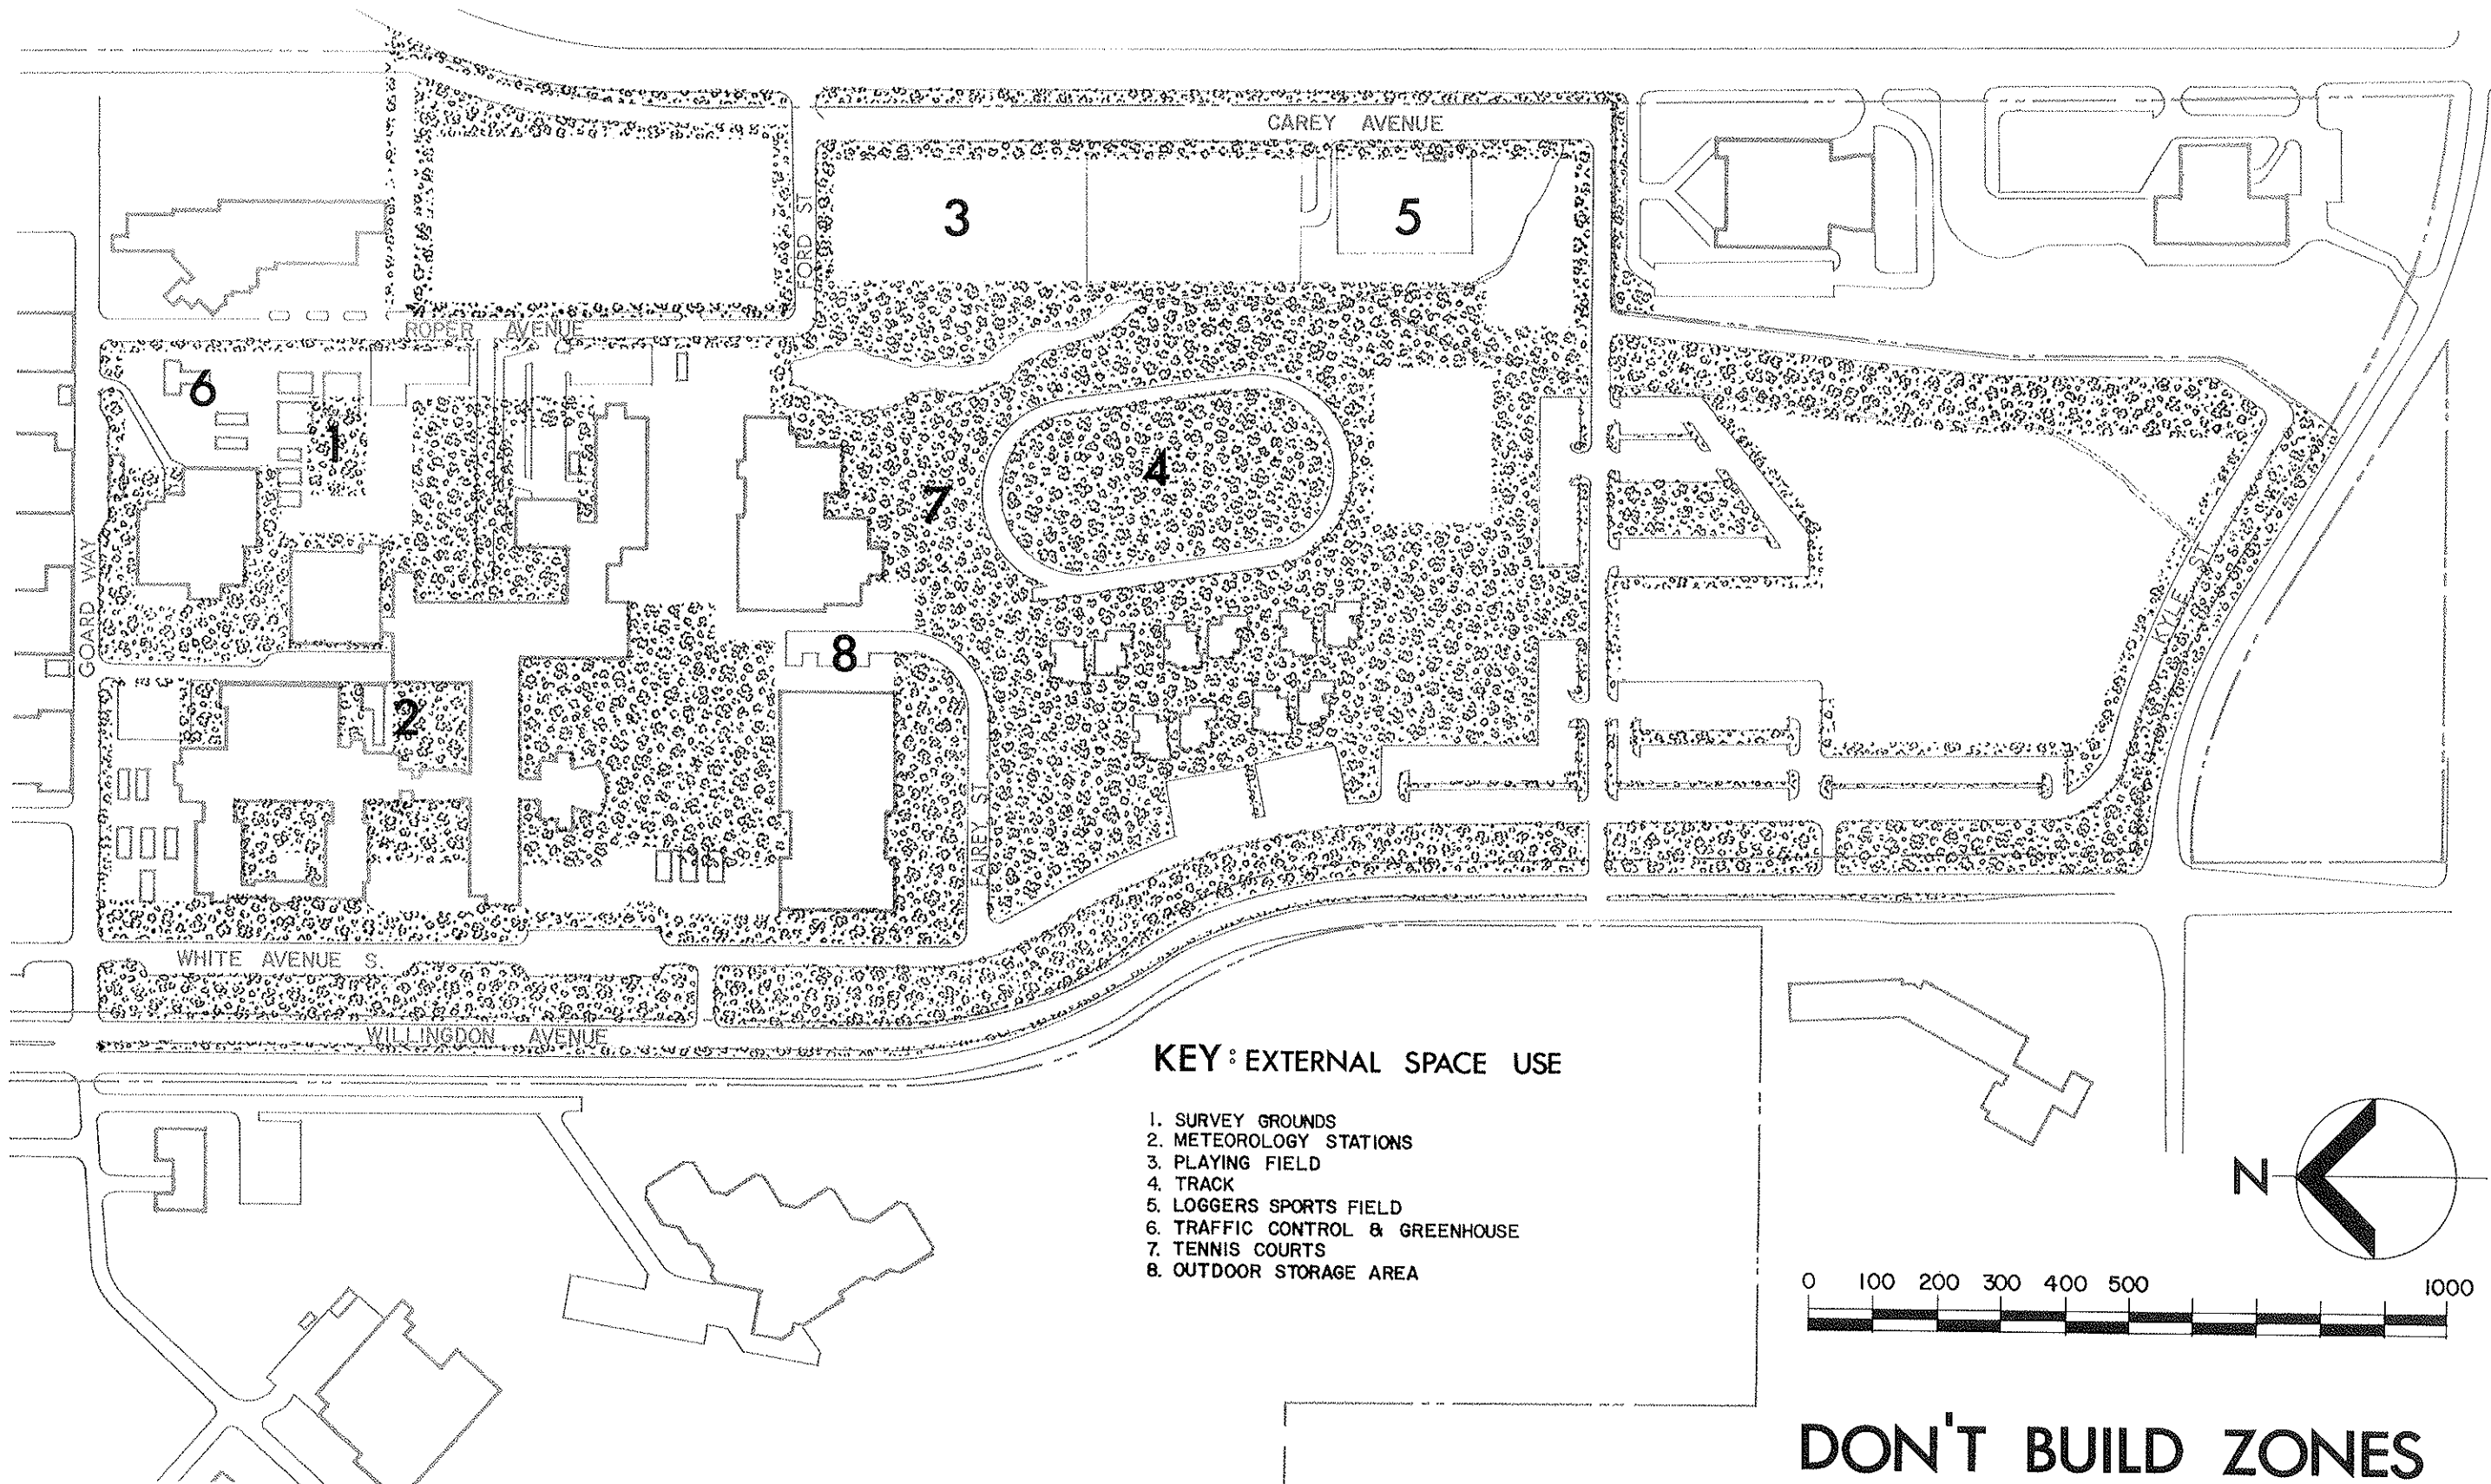 CAREY AVENUE
3
5
FORD ST
ROPER AVENUE
6
1
4
7
GOARD WAY
KYLE ST
8
2
FAREY ST
WHITE AVENUE S.
WILLINGDON AVENUE
KEY: EXTERNAL SPACE USE
1. SURVEY GROUNDS
2. METEOROLOGY STATIONS
3. PLAYING FIELD
4. TRACK
5. LOGGERS SPORTS FIELD
6. TRAFFIC CONTROL & GREENHOUSE
7. TENNIS COURTS
8. OUTDOOR STORAGE AREA
N
0 100 200 300 400 500 1000
DON'T BUILD ZONES